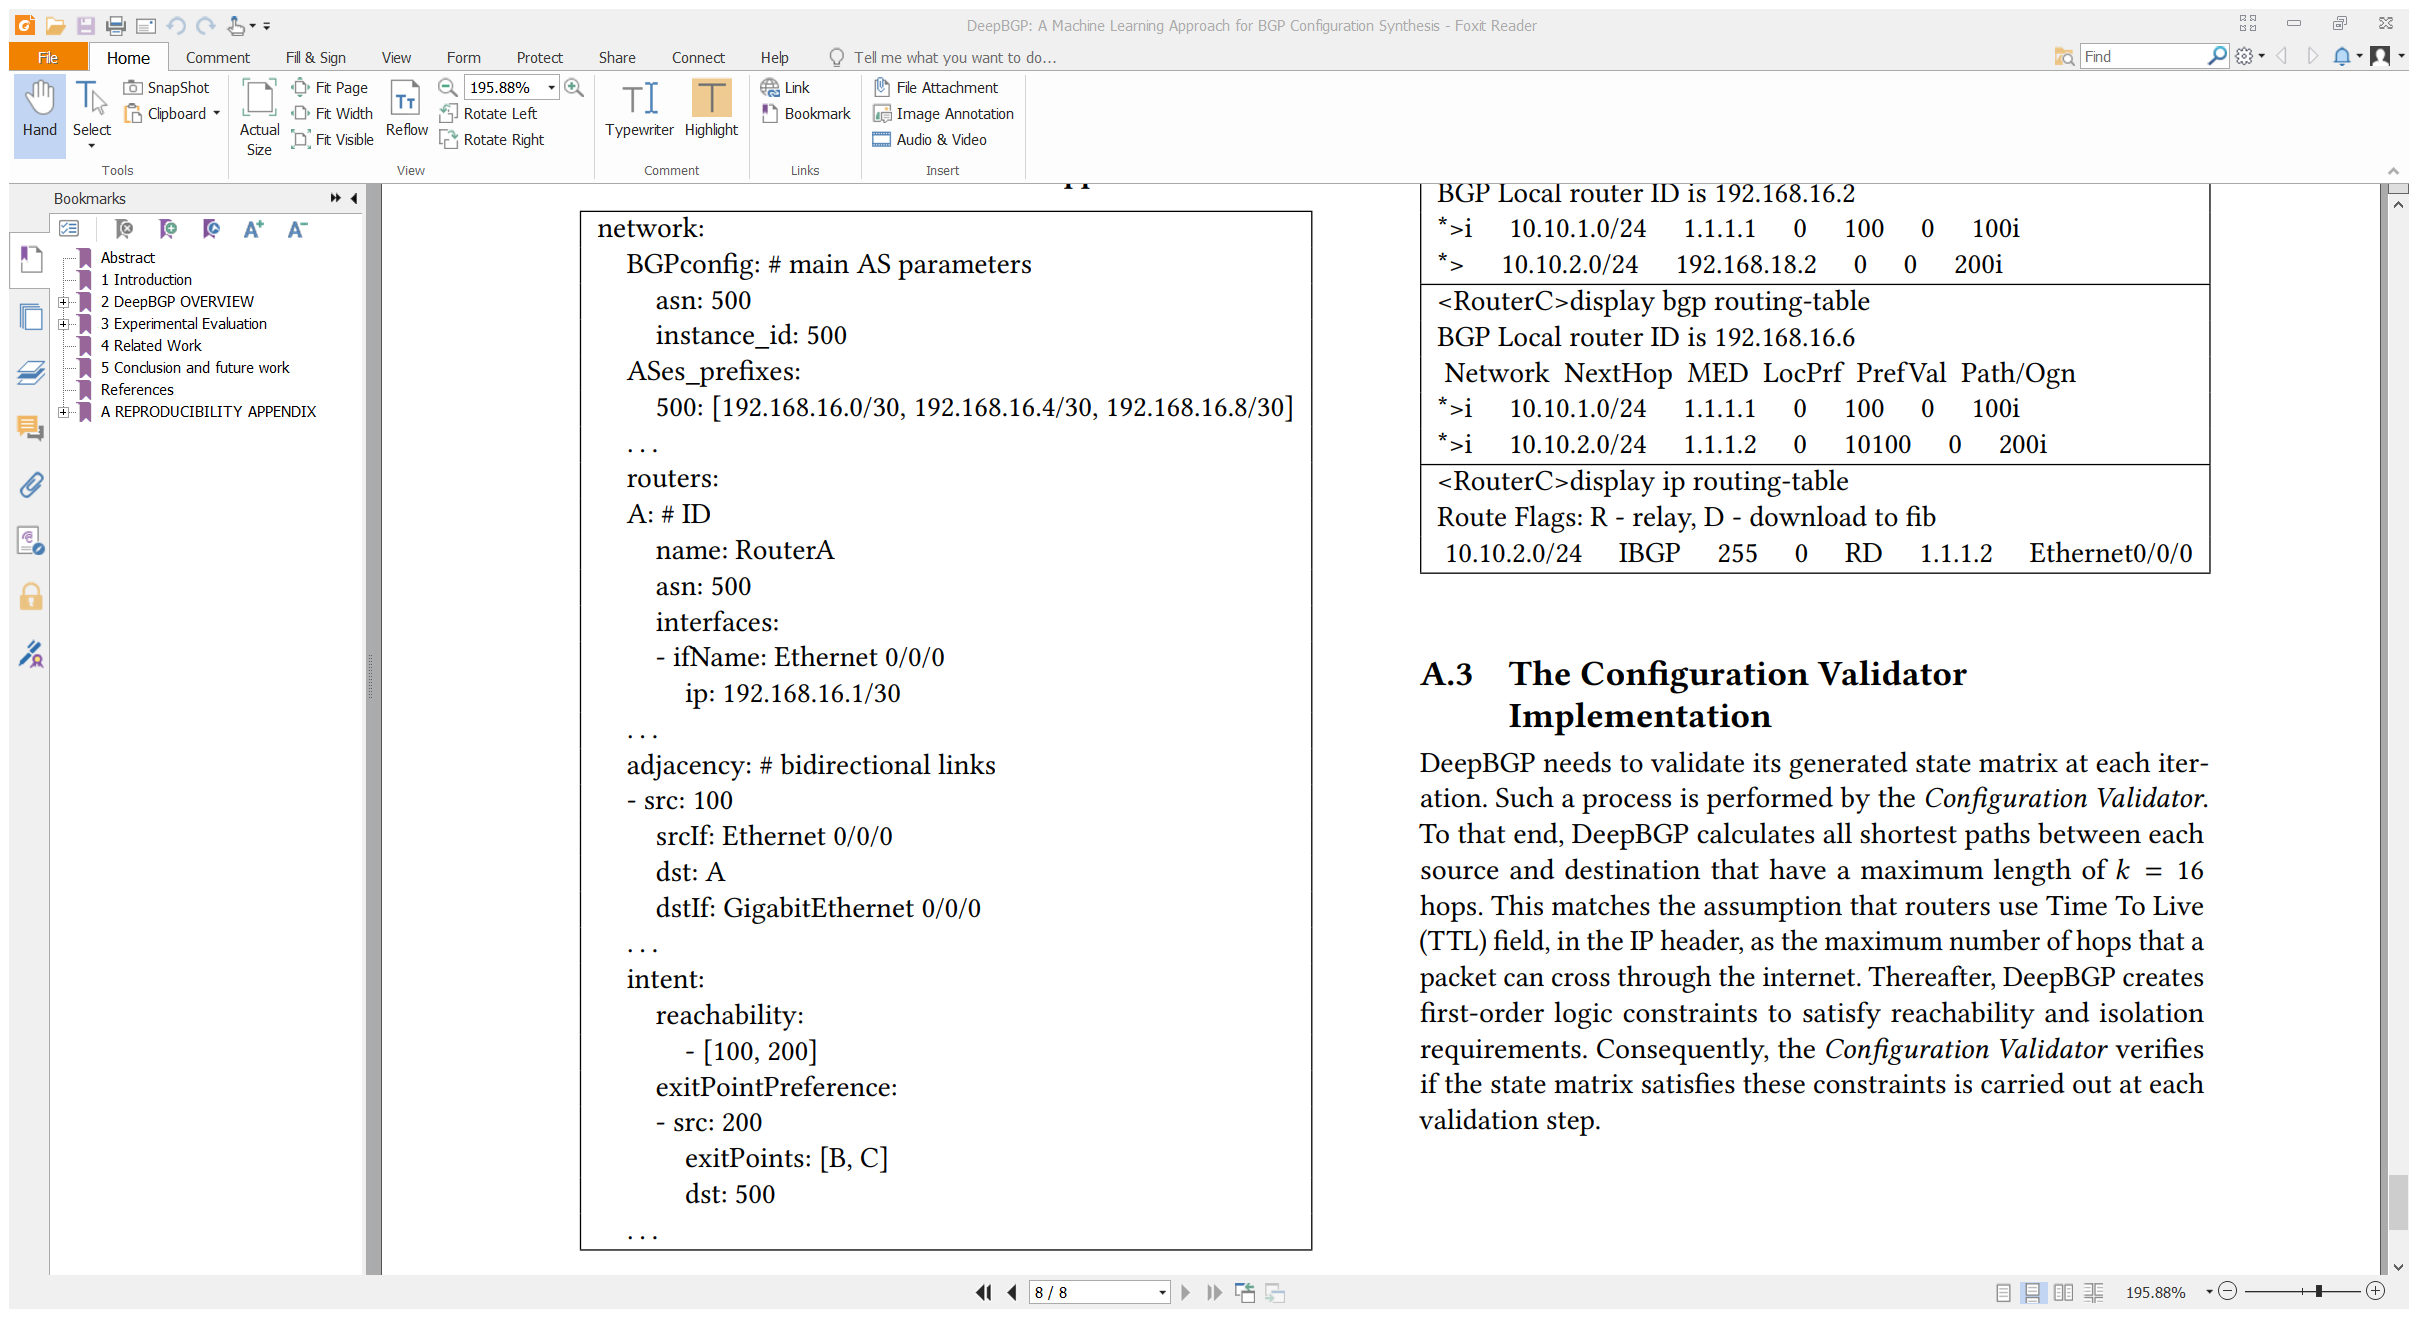 DeepBGP: A Machine Learning Approach for BGP Configuration Synthesis - Foxit Reader
File Home Comment Fill & Sign View Form Protect Share Connect Help Tell me what you want to do... Find
Hand
Select
SnapShot
Clipboard
Tools
Actual Size
Fit Page
Fit Width
Fit Visible
Reflow
195.88%
Rotate Left
Rotate Right
View
Typewriter
Highlight
Comment
Link
Bookmark
Links
File Attachment
Image Annotation
Audio & Video
Insert
Bookmarks
Abstract
1 Introduction
2 DeepBGP OVERVIEW
3 Experimental Evaluation
4 Related Work
5 Conclusion and future work
References
A REPRODUCIBILITY APPENDIX
network:
BGPconfig: # main AS parameters
asn: 500
instance_id: 500
ASes_prefixes:
500: [192.168.16.0/30, 192.168.16.4/30, 192.168.16.8/30]
. . .
routers:
A: # ID
name: RouterA
asn: 500
interfaces:
- ifName: Ethernet 0/0/0
ip: 192.168.16.1/30
. . .
adjacency: # bidirectional links
- src: 100
srcIf: Ethernet 0/0/0
dst: A
dstIf: GigabitEthernet 0/0/0
. . .
intent:
reachability:
- [100, 200]
exitPointPreference:
- src: 200
exitPoints: [B, C]
dst: 500
. . .
BGP Local router ID is 192.168.16.2
*>i 10.10.1.0/24 1.1.1.1 0 100 0 100i
*> 10.10.2.0/24 192.168.18.2 0 0 200i
<RouterC>display bgp routing-table
BGP Local router ID is 192.168.16.6
Network NextHop MED LocPrf PrefVal Path/Ogn
*>i 10.10.1.0/24 1.1.1.1 0 100 0 100i
*>i 10.10.2.0/24 1.1.1.2 0 10100 0 200i
<RouterC>display ip routing-table
Route Flags: R - relay, D - download to fib
10.10.2.0/24 IBGP 255 0 RD 1.1.1.2 Ethernet0/0/0
A.3 The Configuration Validator
Implementation
DeepBGP needs to validate its generated state matrix at each iter-
ation. Such a process is performed by the Configuration Validator.
To that end, DeepBGP calculates all shortest paths between each
source and destination that have a maximum length of k = 16
hops. This matches the assumption that routers use Time To Live
(TTL) field, in the IP header, as the maximum number of hops that a
packet can cross through the internet. Thereafter, DeepBGP creates
first-order logic constraints to satisfy reachability and isolation
requirements. Consequently, the Configuration Validator verifies
if the state matrix satisfies these constraints is carried out at each
validation step.
8 / 8
195.88%